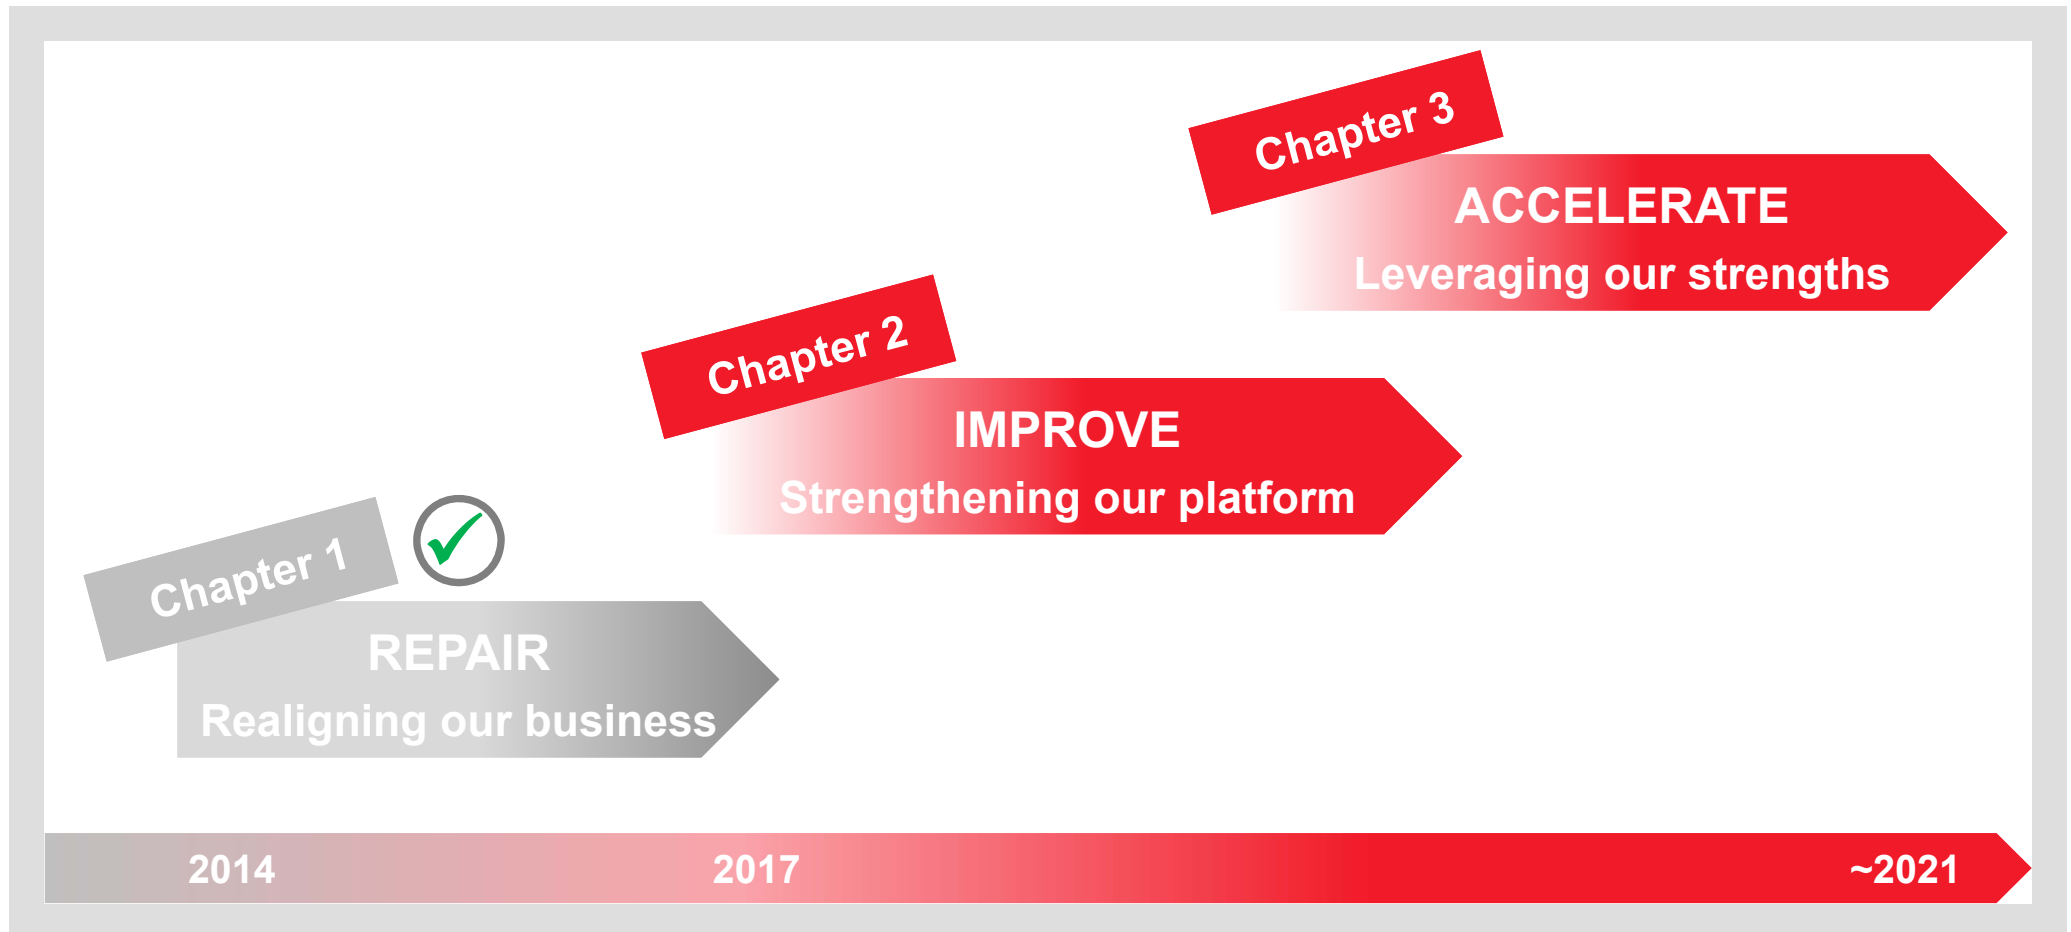 Chapter 3
ACCELERATE
Leveraging our strengths
Chapter 2
IMPROVE
Strengthening our platform
Chapter 1
REPAIR
Realigning our business
2014 2017 ~2021